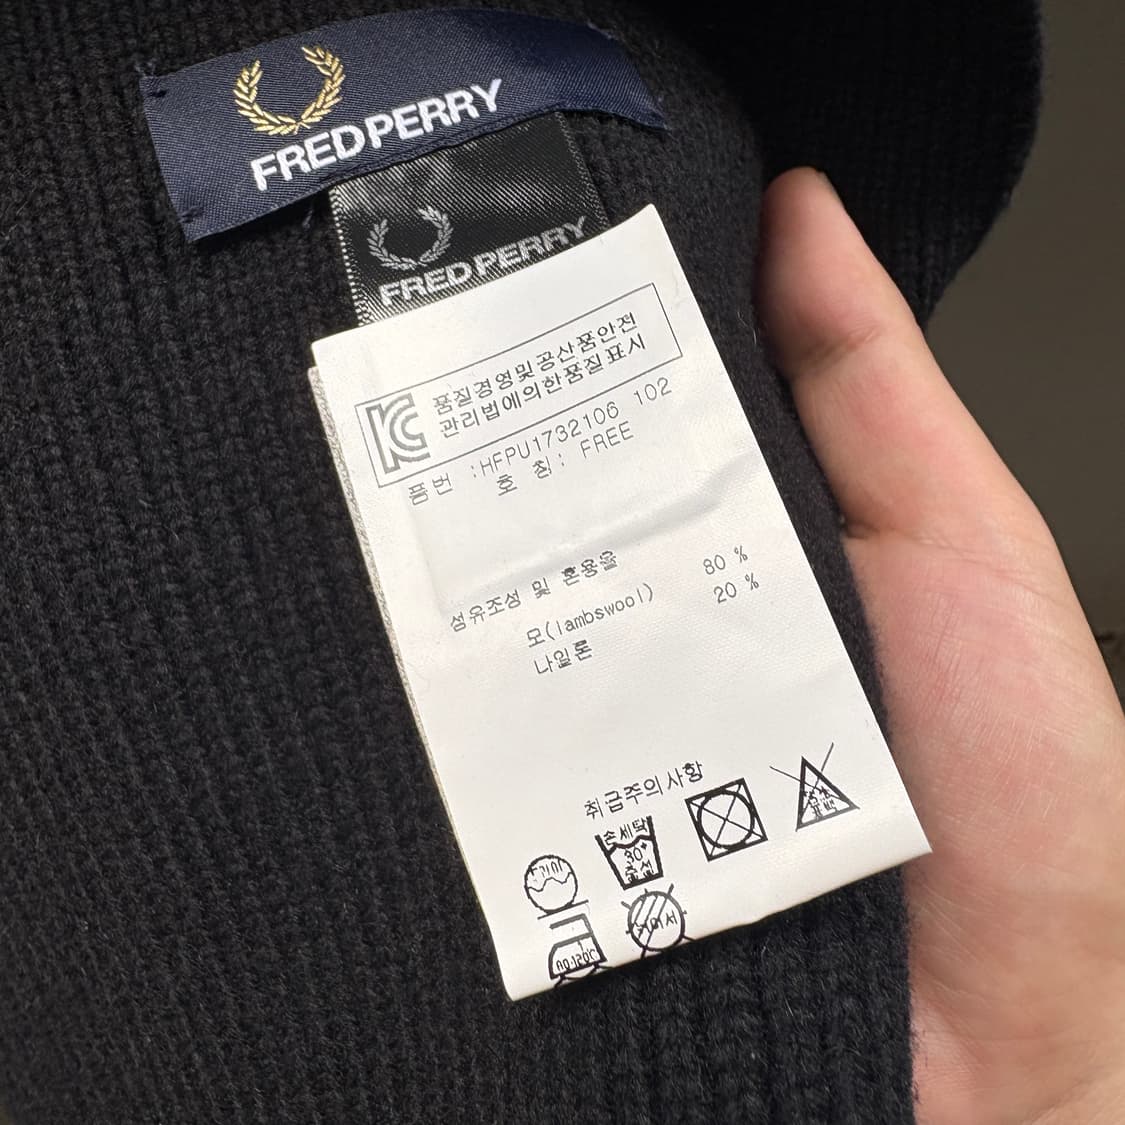 FRED PERRY
FRED PERRY
품질경영및공산품안전
관리법에의한품질표시
품번 :HFPU1732106 102
호 칭: FREE
섬유조성 및 혼용율
모(lambswool) 80 %
나일론 20 %
취급주의사항
손세탁
30°
중성
80-120℃